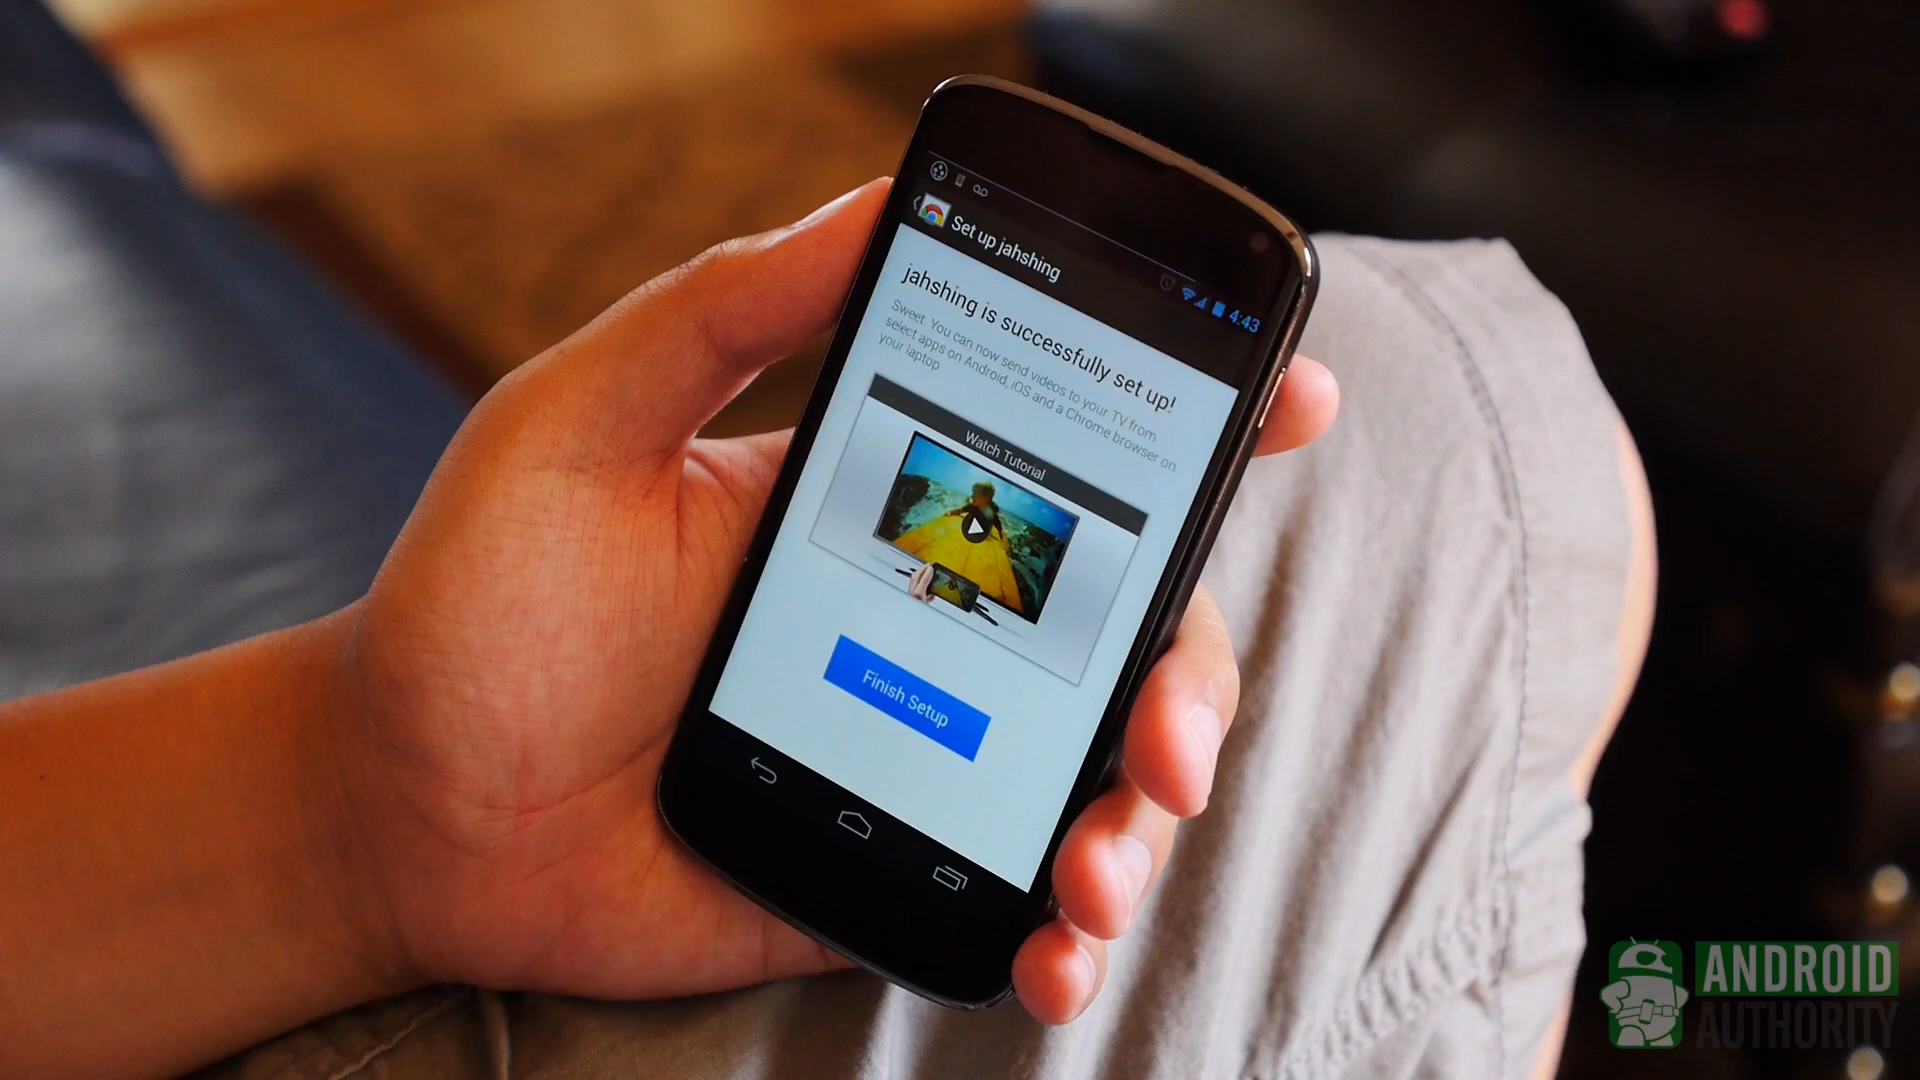 4:43
Set up jahshing
jahshing is successfully set up!
Sweet. You can now send videos to your TV from
select apps on Android, iOS and a Chrome browser on
your laptop
Watch Tutorial
Finish Setup
ANDROID
AUTHORITY